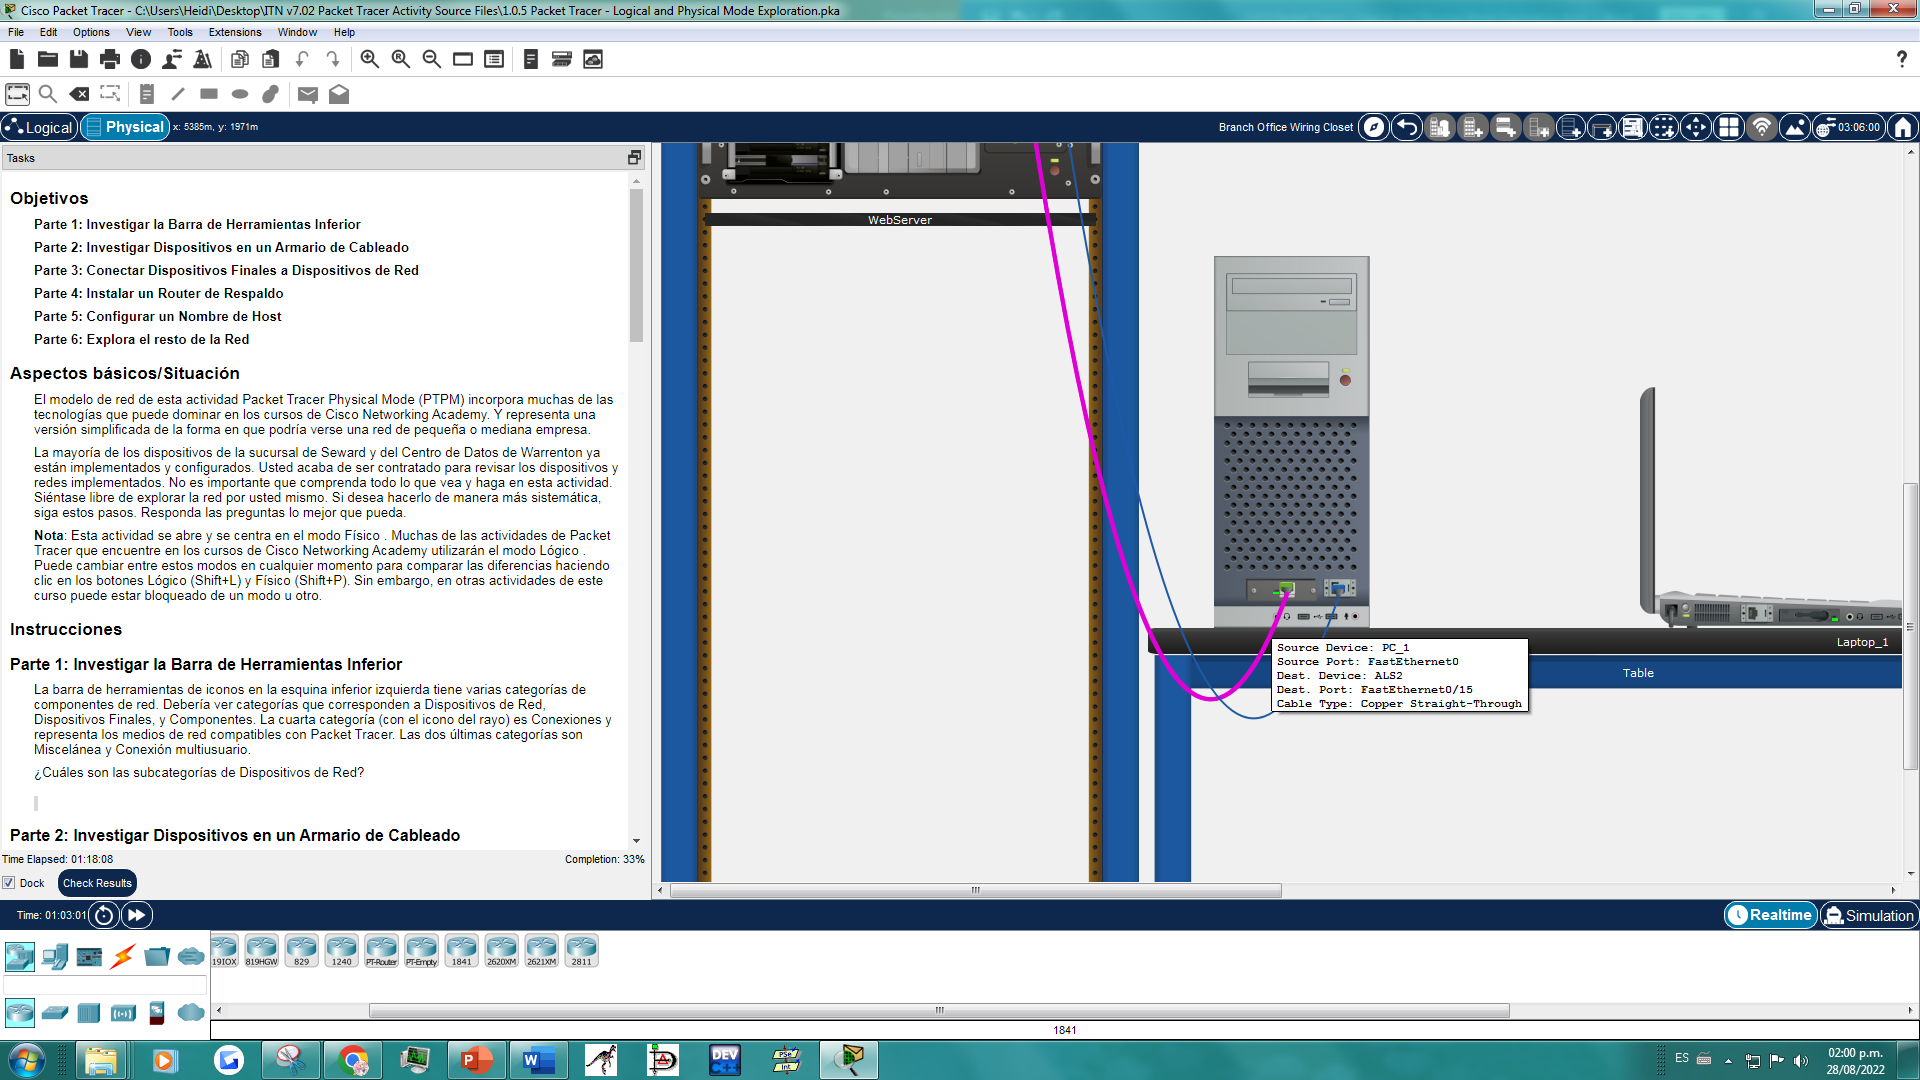 Cisco Packet Tracer - C:\Users\Heidi\Desktop\ITN v7.02 Packet Tracer Activity Source Files\1.0.5 Packet Tracer - Logical and Physical Mode Exploration.pka
File Edit Options View Tools Extensions Window Help
Logical Physical x: 5385m, y: 1971m Branch Office Wiring Closet 03:06:00
Tasks
Objetivos
Parte 1: Investigar la Barra de Herramientas Inferior
Parte 2: Investigar Dispositivos en un Armario de Cableado
Parte 3: Conectar Dispositivos Finales a Dispositivos de Red
Parte 4: Instalar un Router de Respaldo
Parte 5: Configurar un Nombre de Host
Parte 6: Explora el resto de la Red
Aspectos básicos/Situación
El modelo de red de esta actividad Packet Tracer Physical Mode (PTPM) incorpora muchas de las
tecnologías que puede dominar en los cursos de Cisco Networking Academy. Y representa una
versión simplificada de la forma en que podría verse una red de pequeña o mediana empresa.
La mayoría de los dispositivos de la sucursal de Seward y del Centro de Datos de Warrenton ya
están implementados y configurados. Usted acaba de ser contratado para revisar los dispositivos y
redes implementados. No es importante que comprenda todo lo que vea y haga en esta actividad.
Siéntase libre de explorar la red por usted mismo. Si desea hacerlo de manera más sistemática,
siga estos pasos. Responda las preguntas lo mejor que pueda.
Nota: Esta actividad se abre y se centra en el modo Físico . Muchas de las actividades de Packet
Tracer que encuentre en los cursos de Cisco Networking Academy utilizarán el modo Lógico .
Puede cambiar entre estos modos en cualquier momento para comparar las diferencias haciendo
clic en los botones Lógico (Shift+L) y Físico (Shift+P). Sin embargo, en otras actividades de este
curso puede estar bloqueado de un modo u otro.
Instrucciones
Parte 1: Investigar la Barra de Herramientas Inferior
La barra de herramientas de iconos en la esquina inferior izquierda tiene varias categorías de
componentes de red. Debería ver categorías que corresponden a Dispositivos de Red,
Dispositivos Finales, y Componentes. La cuarta categoría (con el icono del rayo) es Conexiones y
representa los medios de red compatibles con Packet Tracer. Las dos últimas categorías son
Miscelánea y Conexión multiusuario.
¿Cuáles son las subcategorías de Dispositivos de Red?
Parte 2: Investigar Dispositivos en un Armario de Cableado
Time Elapsed: 01:18:08 Completion: 33%
Dock Check Results
WebServer
Laptop_1
Table
Source Device: PC_1
Source Port: FastEthernet0
Dest. Device: ALS2
Dest. Port: FastEthernet0/15
Cable Type: Copper Straight-Through
Time: 01:03:01 Realtime Simulation
19IOX 819HGW 829 1240 PT-Router PT-Empty 1841 2620XM 2621XM 2811
1841
ES 02:00 p.m.
28/08/2022